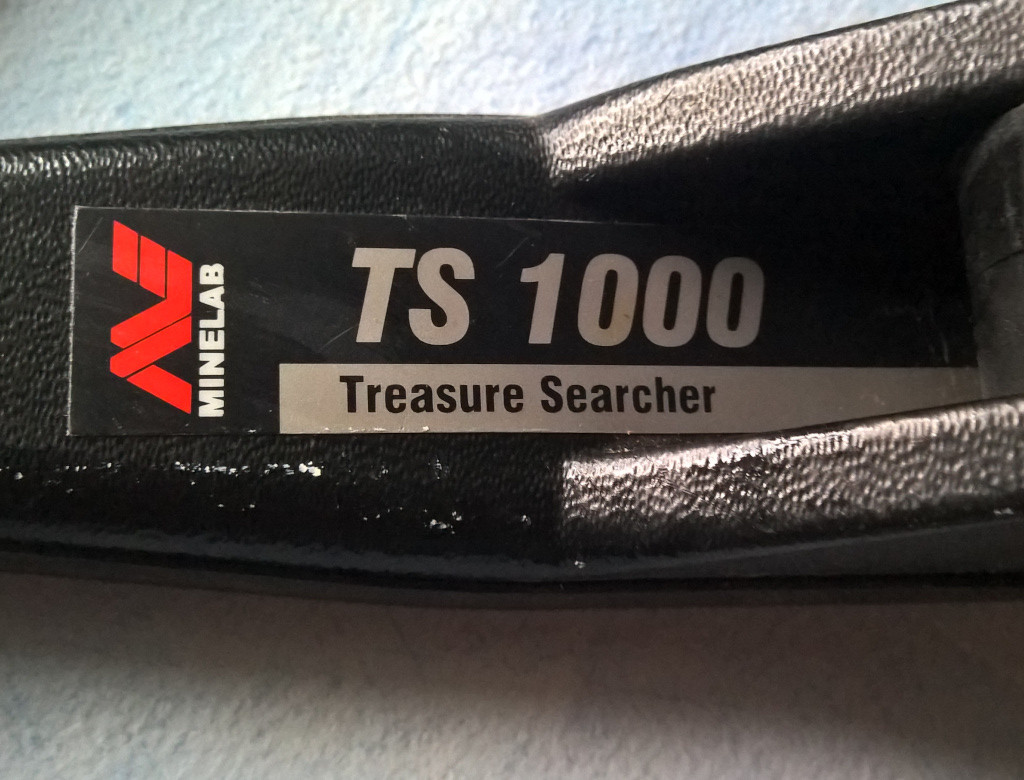 MINELAB
TS 1000
Treasure Searcher